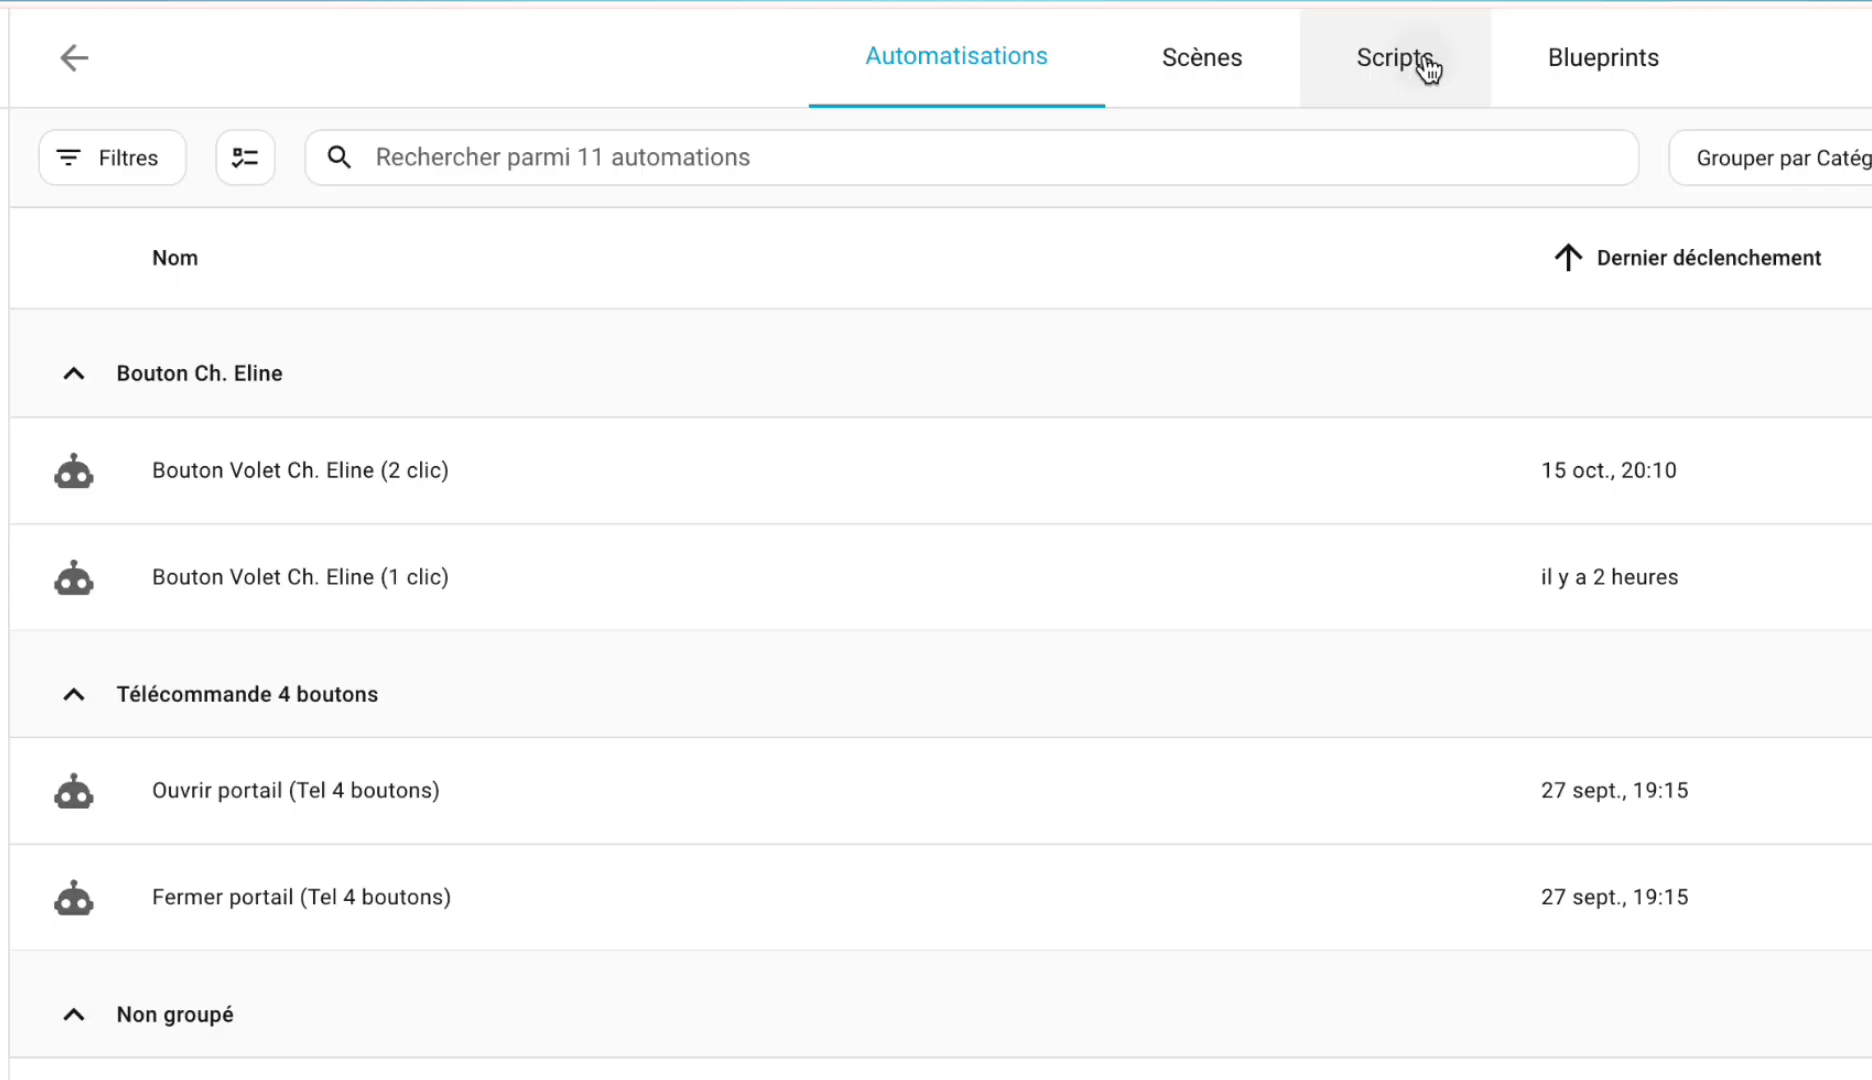 Automatisations
Scènes
Scripts
Blueprints
Filtres
Rechercher parmi 11 automations
Grouper par Catég
Nom
Dernier déclenchement
Bouton Ch. Eline
Bouton Volet Ch. Eline (2 clic)
15 oct., 20:10
Bouton Volet Ch. Eline (1 clic)
il y a 2 heures
Télécommande 4 boutons
Ouvrir portail (Tel 4 boutons)
27 sept., 19:15
Fermer portail (Tel 4 boutons)
27 sept., 19:15
Non groupé